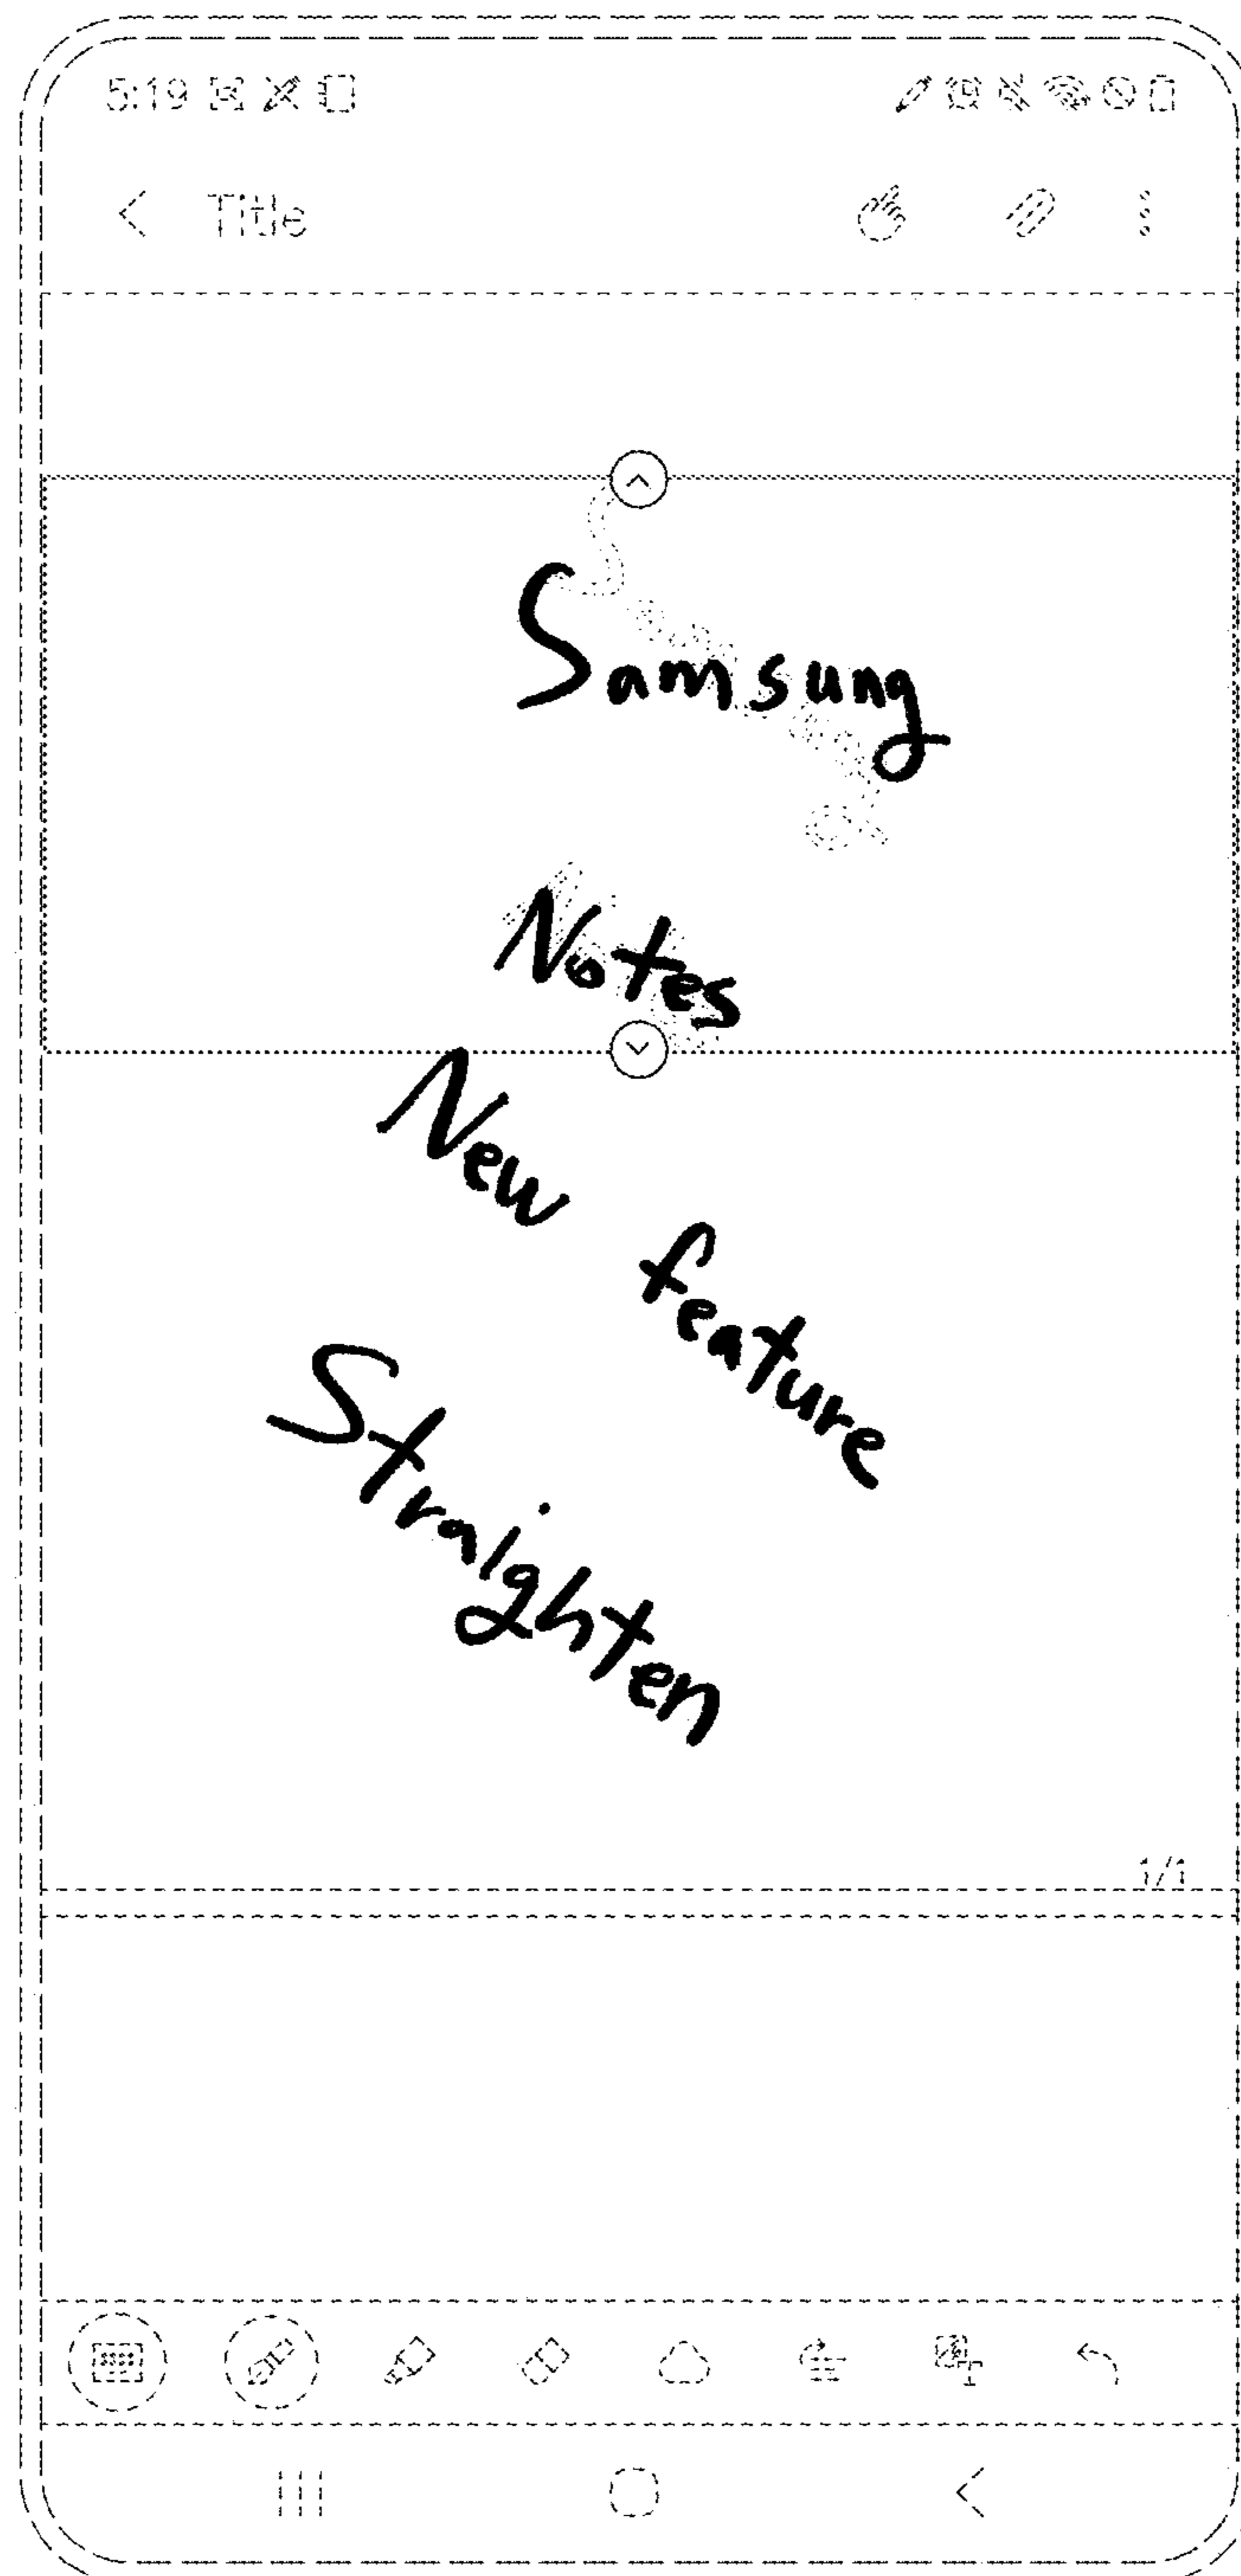 5:19
Title
Samsung
Notes
New feature
Straighten
1/1